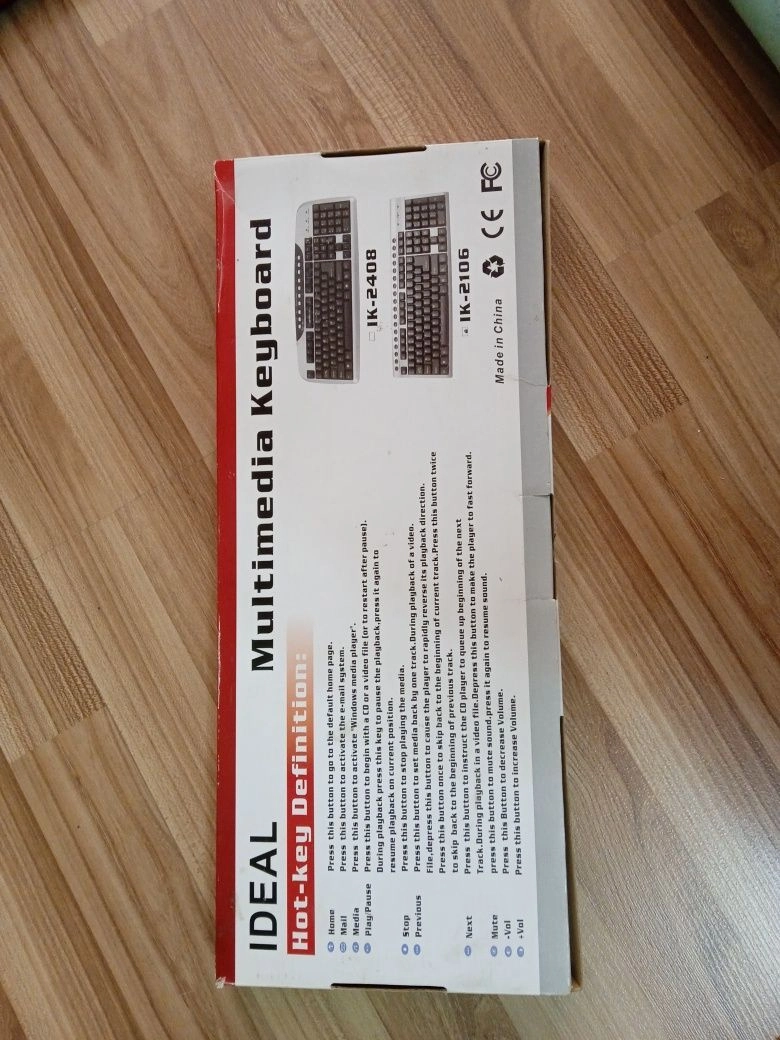 IDEAL Multimedia Keyboard
Hot-key Definition:
Home Press this button to go to the default home page.
Mail Press this button to activate the e-mail system.
Media Press this button to activate "Windows media player".
Play/Pause Press this button to begin with a CD or a video file (or to restart after pause).
During playback press this key to pause the playback,press it again to
resume playback on current position.
Stop Press this button to stop playing the media.
Previous Press this button to set media back by one track.During playback of a video.
File,depress this button to cause the player to rapidly reverse its playback direction.
Press this button once to skip back to the beginning of current track.Press this button twice
to skip back to the beginning of previous track.
Next Press this button to instruct the CD player to queue up beginning of the next
Track.During playback in a video file.Depress this button to make the player to fast forward.
Mute press this button to mute sound,press it again to resume sound.
-Vol Press this Button to decrease Volume.
+Vol Press this button to increase Volume.
IK-2408
IK-2106
Made in China CE FC